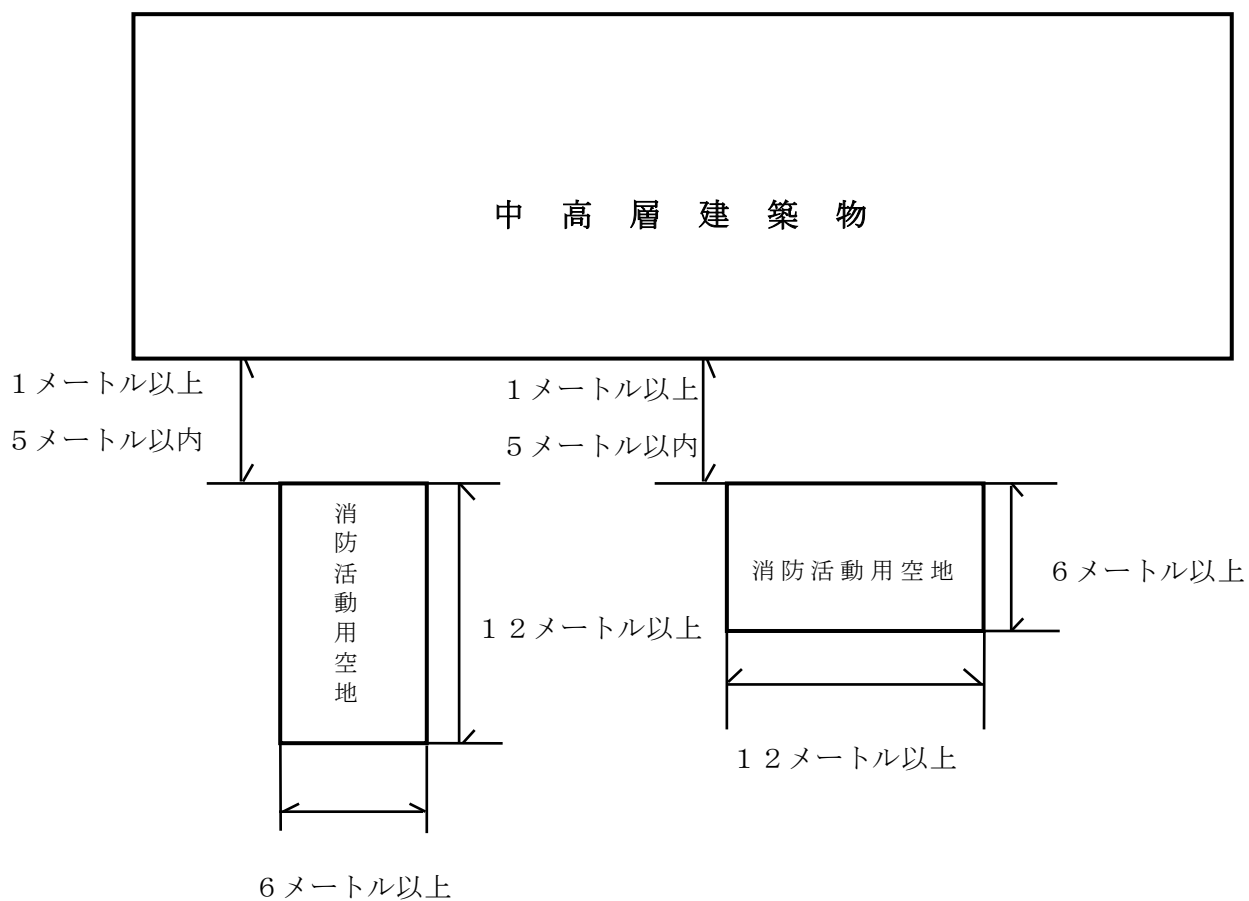 中高層建築物
１メートル以上
５メートル以内
１メートル以上
５メートル以内
消防活動用空地
１２メートル以上
６メートル以上
消防活動用空地
６メートル以上
１２メートル以上